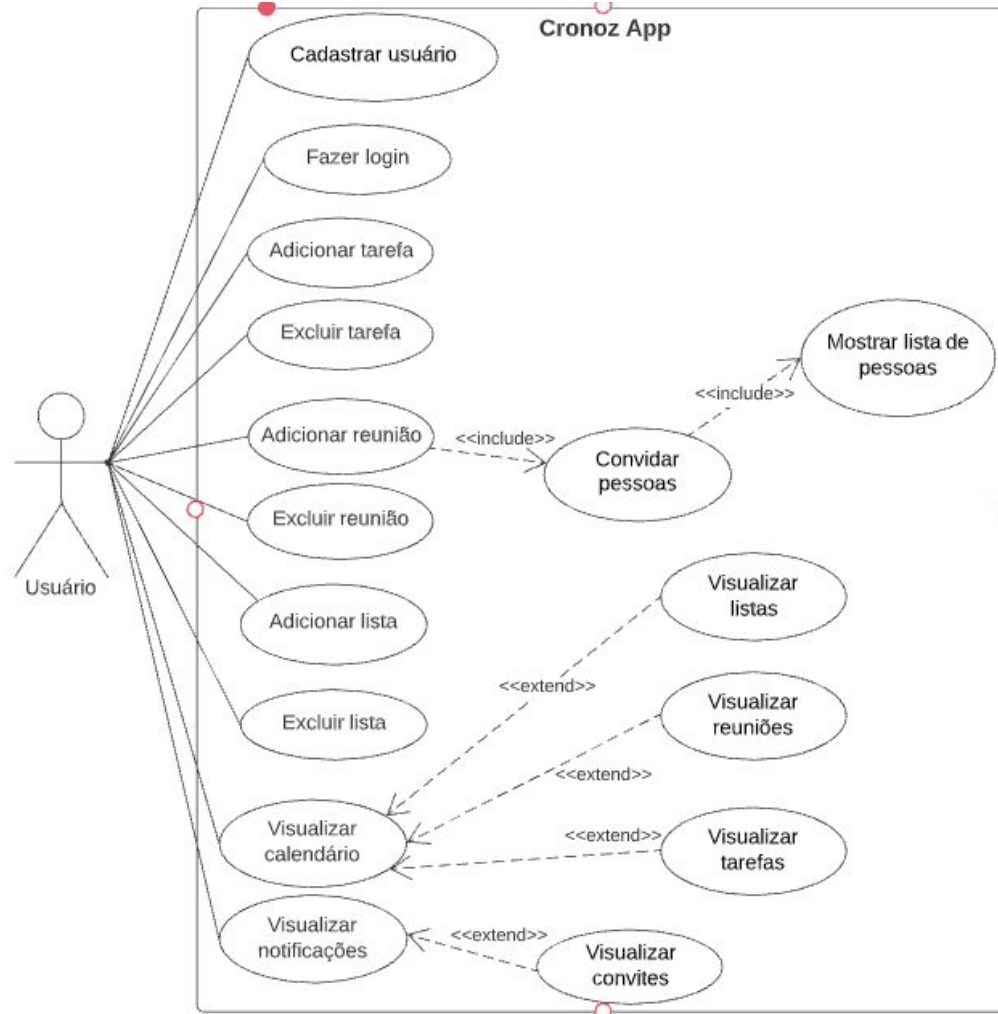 Cronoz App
Cadastrar usuário
Fazer login
Adicionar tarefa
Excluir tarefa
Mostrar lista de
pessoas
<<include>>
Adicionar reunião
<<include>>
Convidar
pessoas
Excluir reunião
Usuário
Visualizar
listas
Adicionar lista
<<extend>>
Visualizar
reuniões
Excluir lista
<<extend>>
Visualizar
calendário
<<extend>>
Visualizar
tarefas
Visualizar
notificações
<<extend>>
Visualizar
convites